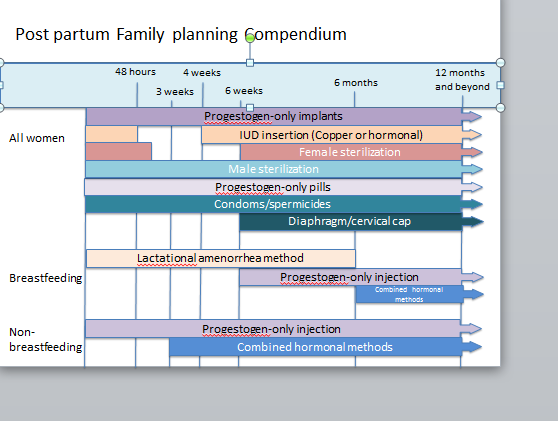 Post partum Family planning Compendium
48 hours
4 weeks
3 weeks
6 weeks
6 months
12 months
and beyond
Progestogen-only implants
All women
IUD insertion (Copper or hormonal)
Female sterilization
Male sterilization
Progestogen-only pills
Condoms/spermicides
Diaphragm/cervical cap
Lactational amenorrhea method
Breastfeeding
Progestogen-only injection
Combined hormonal
methods
Non-
breastfeeding
Progestogen-only injection
Combined hormonal methods